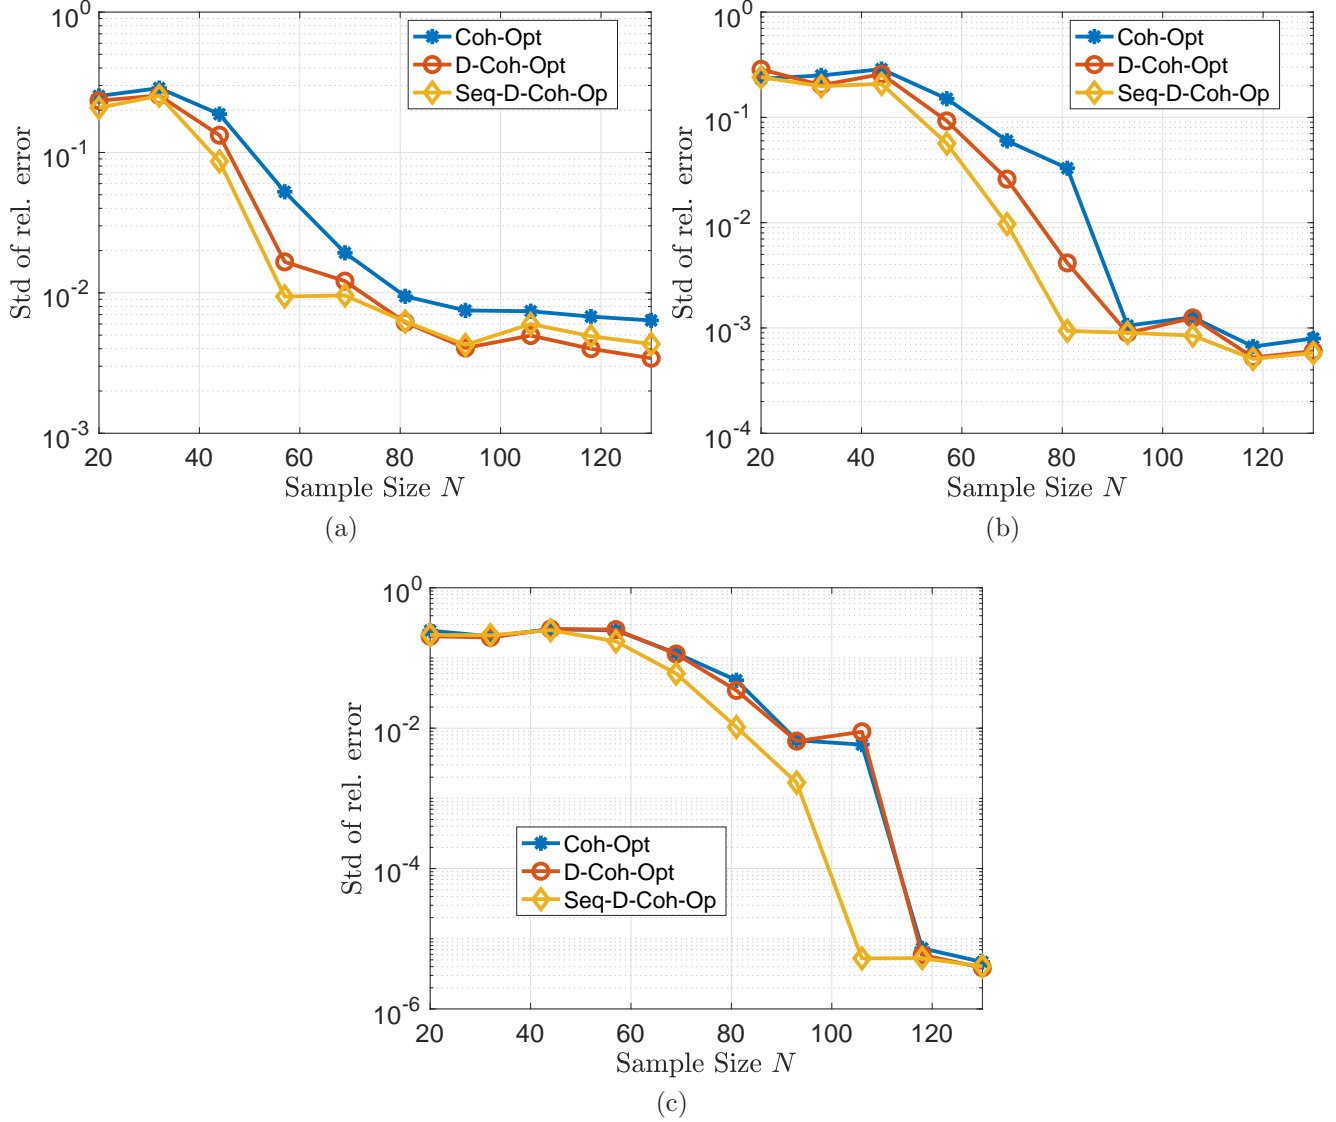 10^0
10^-1
10^-2
10^-3
Std of rel. error
20 40 60 80 100 120
Sample Size N
Coh-Opt
D-Coh-Opt
Seq-D-Coh-Op
(a)
10^0
10^-1
10^-2
10^-3
10^-4
Std of rel. error
20 40 60 80 100 120
Sample Size N
Coh-Opt
D-Coh-Opt
Seq-D-Coh-Op
(b)
10^0
10^-2
10^-4
10^-6
Std of rel. error
20 40 60 80 100 120
Sample Size N
Coh-Opt
D-Coh-Opt
Seq-D-Coh-Op
(c)